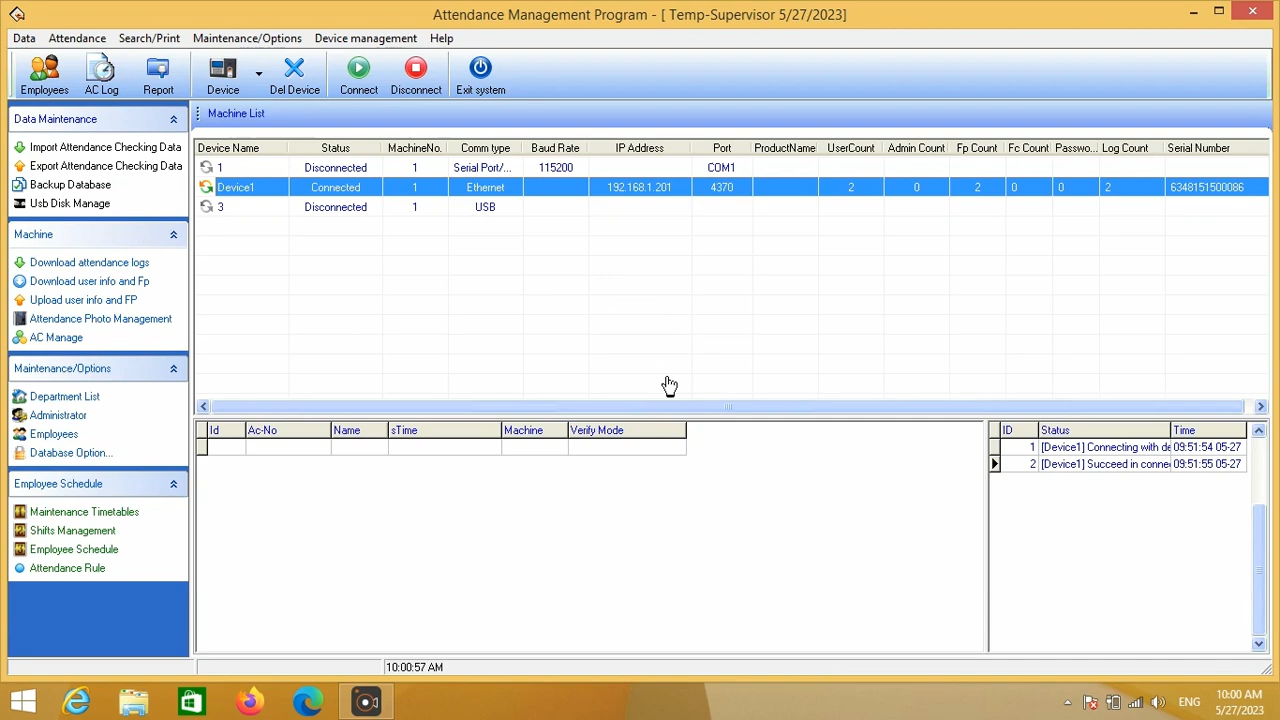 Attendance Management Program - [ Temp-Supervisor 5/27/2023]
Data Attendance Search/Print Maintenance/Options Device management Help
Employees AC Log Report Device Del Device Connect Disconnect Exit system
Data Maintenance
Import Attendance Checking Data
Export Attendance Checking Data
Backup Database
Usb Disk Manage
Machine
Download attendance logs
Download user info and Fp
Upload user info and FP
Attendance Photo Management
AC Manage
Maintenance/Options
Department List
Administrator
Employees
Database Option...
Employee Schedule
Maintenance Timetables
Shifts Management
Employee Schedule
Attendance Rule
Machine List
Device Name Status MachineNo. Comm type Baud Rate IP Address Port ProductName UserCount Admin Count Fp Count Fc Count Passwo... Log Count Serial Number
1 Disconnected 1 Serial Port/... 115200 COM1
Device1 Connected 1 Ethernet 192.168.1.201 4370 2 0 2 0 0 2 6348151500086
3 Disconnected 1 USB
Id Ac-No Name sTime Machine Verify Mode
ID Status Time
1 [Device1] Connecting with de 09:51:54 05-27
2 [Device1] Succeed in conne 09:51:55 05-27
10:00:57 AM
ENG
10:00 AM
5/27/2023